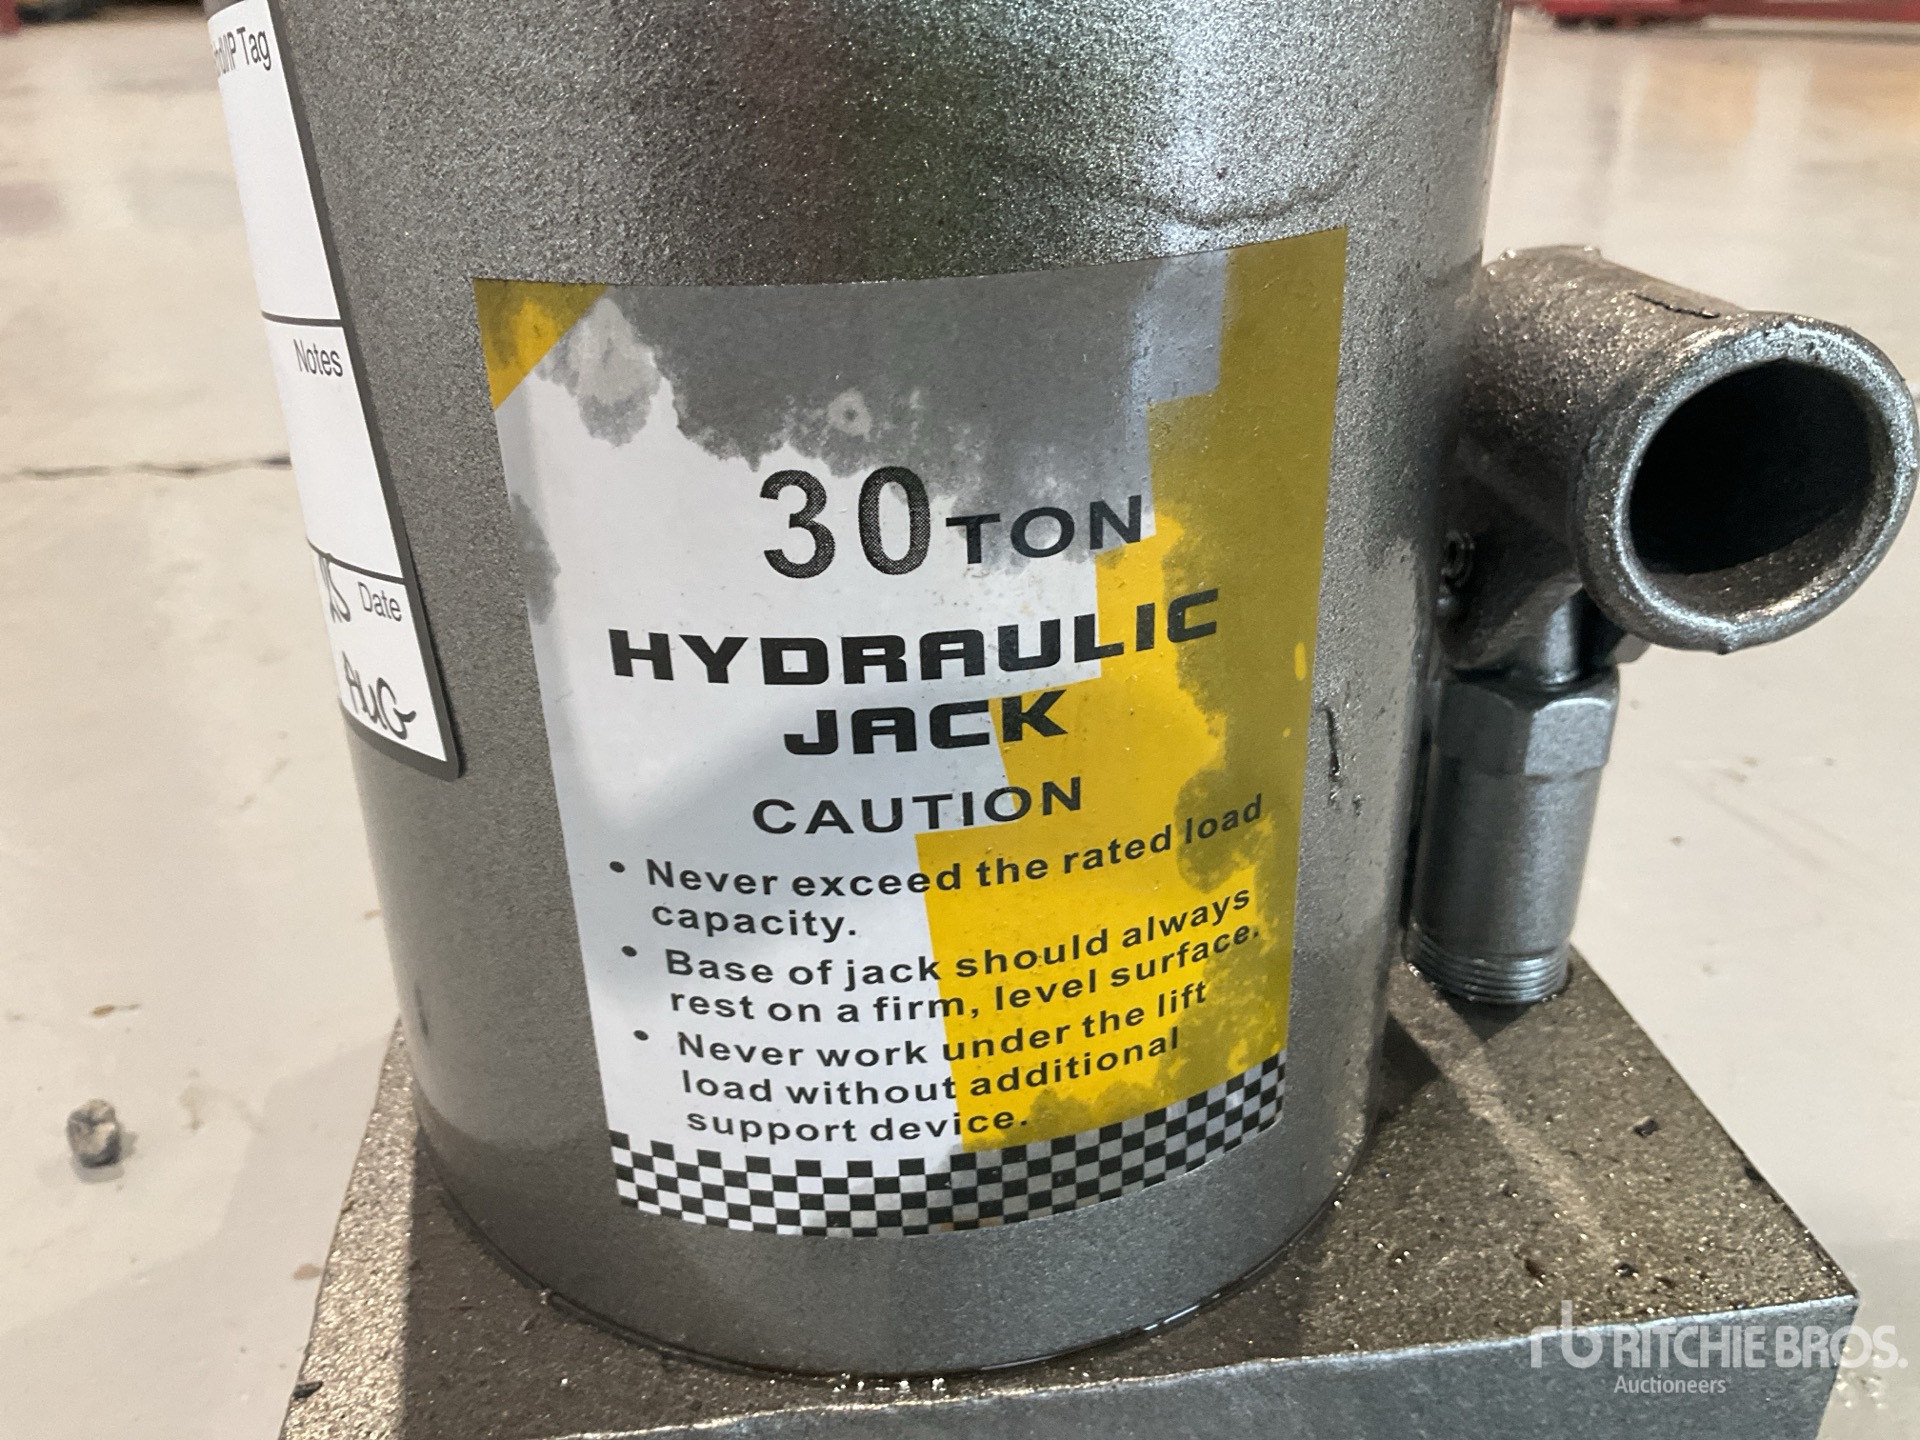 Tag
Notes
Date
AUG
30 TON
HYDRAULIC
JACK
CAUTION
• Never exceed the rated load
capacity.
• Base of jack should always
rest on a firm, level surface.
• Never work under the lift
load without additional
support device.
rb RITCHIE BROS.
Auctioneers